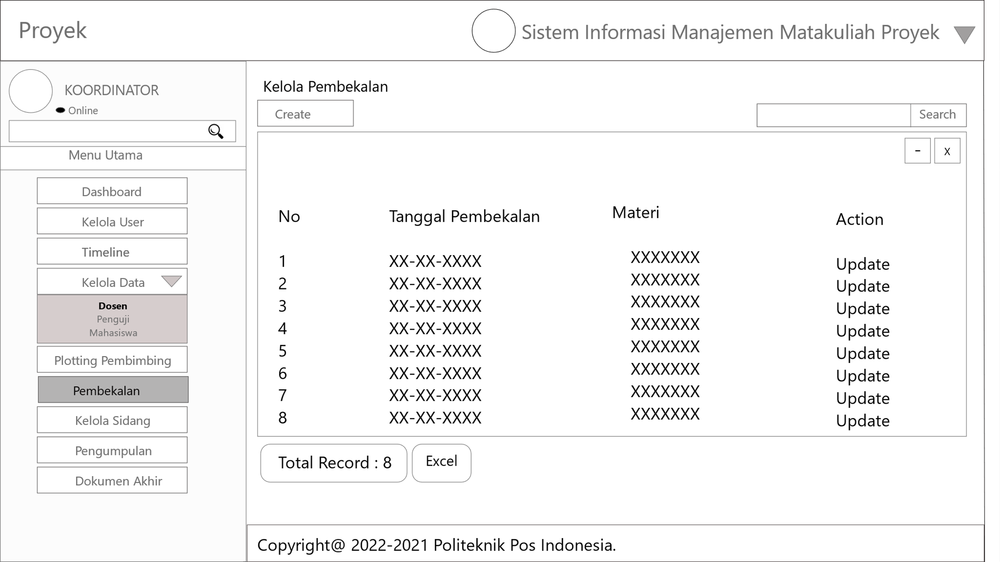 Proyek
Sistem Informasi Manajemen Matakuliah Proyek
KOORDINATOR
Online
Menu Utama
Dashboard
Kelola User
Timeline
Kelola Data
Dosen
Penguji
Mahasiswa
Plotting Pembimbing
Pembekalan
Kelola Sidang
Pengumpulan
Dokumen Akhir
Kelola Pembekalan
Create
Search
- x
No Tanggal Pembekalan Materi Action
1 XX-XX-XXXX XXXXXXX Update
2 XX-XX-XXXX XXXXXXX Update
3 XX-XX-XXXX XXXXXXX Update
4 XX-XX-XXXX XXXXXXX Update
5 XX-XX-XXXX XXXXXXX Update
6 XX-XX-XXXX XXXXXXX Update
7 XX-XX-XXXX XXXXXXX Update
8 XX-XX-XXXX XXXXXXX Update
Total Record : 8
Excel
Copyright@ 2022-2021 Politeknik Pos Indonesia.